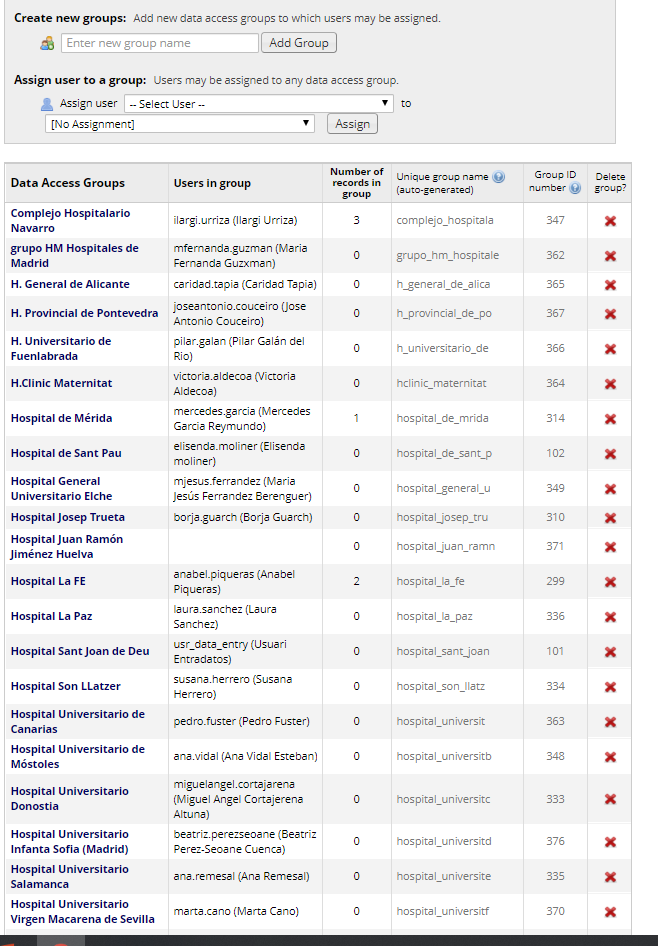 Create new groups: Add new data access groups to which users may be assigned.
Enter new group name Add Group
Assign user to a group: Users may be assigned to any data access group.
Assign user -- Select User -- to
[No Assignment] Assign
Data Access Groups Users in group Number of records in group Unique group name (auto-generated) Group ID number Delete group?
Complejo Hospitalario Navarro ilargi.urriza (Ilargi Urriza) 3 complejo_hospitala 347
grupo HM Hospitales de Madrid mfernanda.guzman (Maria Fernanda Guzxman) 0 grupo_hm_hospitale 362
H. General de Alicante caridad.tapia (Caridad Tapia) 0 h_general_de_alica 365
H. Provincial de Pontevedra joseantonio.couceiro (Jose Antonio Couceiro) 0 h_provincial_de_po 367
H. Universitario de Fuenlabrada pilar.galan (Pilar Galán del Rio) 0 h_universitario_de 366
H.Clinic Maternitat victoria.aldecoa (Victoria Aldecoa) 0 hclinic_maternitat 364
Hospital de Mérida mercedes.garcia (Mercedes Garcia Reymundo) 1 hospital_de_mrida 314
Hospital de Sant Pau elisenda.moliner (Elisenda moliner) 0 hospital_de_sant_p 102
Hospital General Universitario Elche mjesus.ferrandez (Maria Jesús Ferrandez Berenguer) 0 hospital_general_u 349
Hospital Josep Trueta borja.guarch (Borja Guarch) 0 hospital_josep_tru 310
Hospital Juan Ramón Jiménez Huelva 0 hospital_juan_ramn 371
Hospital La FE anabel.piqueras (Anabel Piqueras) 2 hospital_la_fe 299
Hospital La Paz laura.sanchez (Laura Sanchez) 0 hospital_la_paz 336
Hospital Sant Joan de Deu usr_data_entry (Usuari Entradatos) 0 hospital_sant_joan 101
Hospital Son LLatzer susana.herrero (Susana Herrero) 0 hospital_son_llatz 334
Hospital Universitario de Canarias pedro.fuster (Pedro Fuster) 0 hospital_universit 363
Hospital Universitario de Móstoles ana.vidal (Ana Vidal Esteban) 0 hospital_universitb 348
Hospital Universitario Donostia miguelangel.cortajarena (Miguel Angel Cortajerena Altuna) 0 hospital_universitc 333
Hospital Universitario Infanta Sofia (Madrid) beatriz.perezseoane (Beatriz Perez-Seoane Cuenca) 0 hospital_universitd 376
Hospital Universitario Salamanca ana.remesal (Ana Remesal) 0 hospital_universite 335
Hospital Universitario Virgen Macarena de Sevilla marta.cano (Marta Cano) 0 hospital_universitf 370